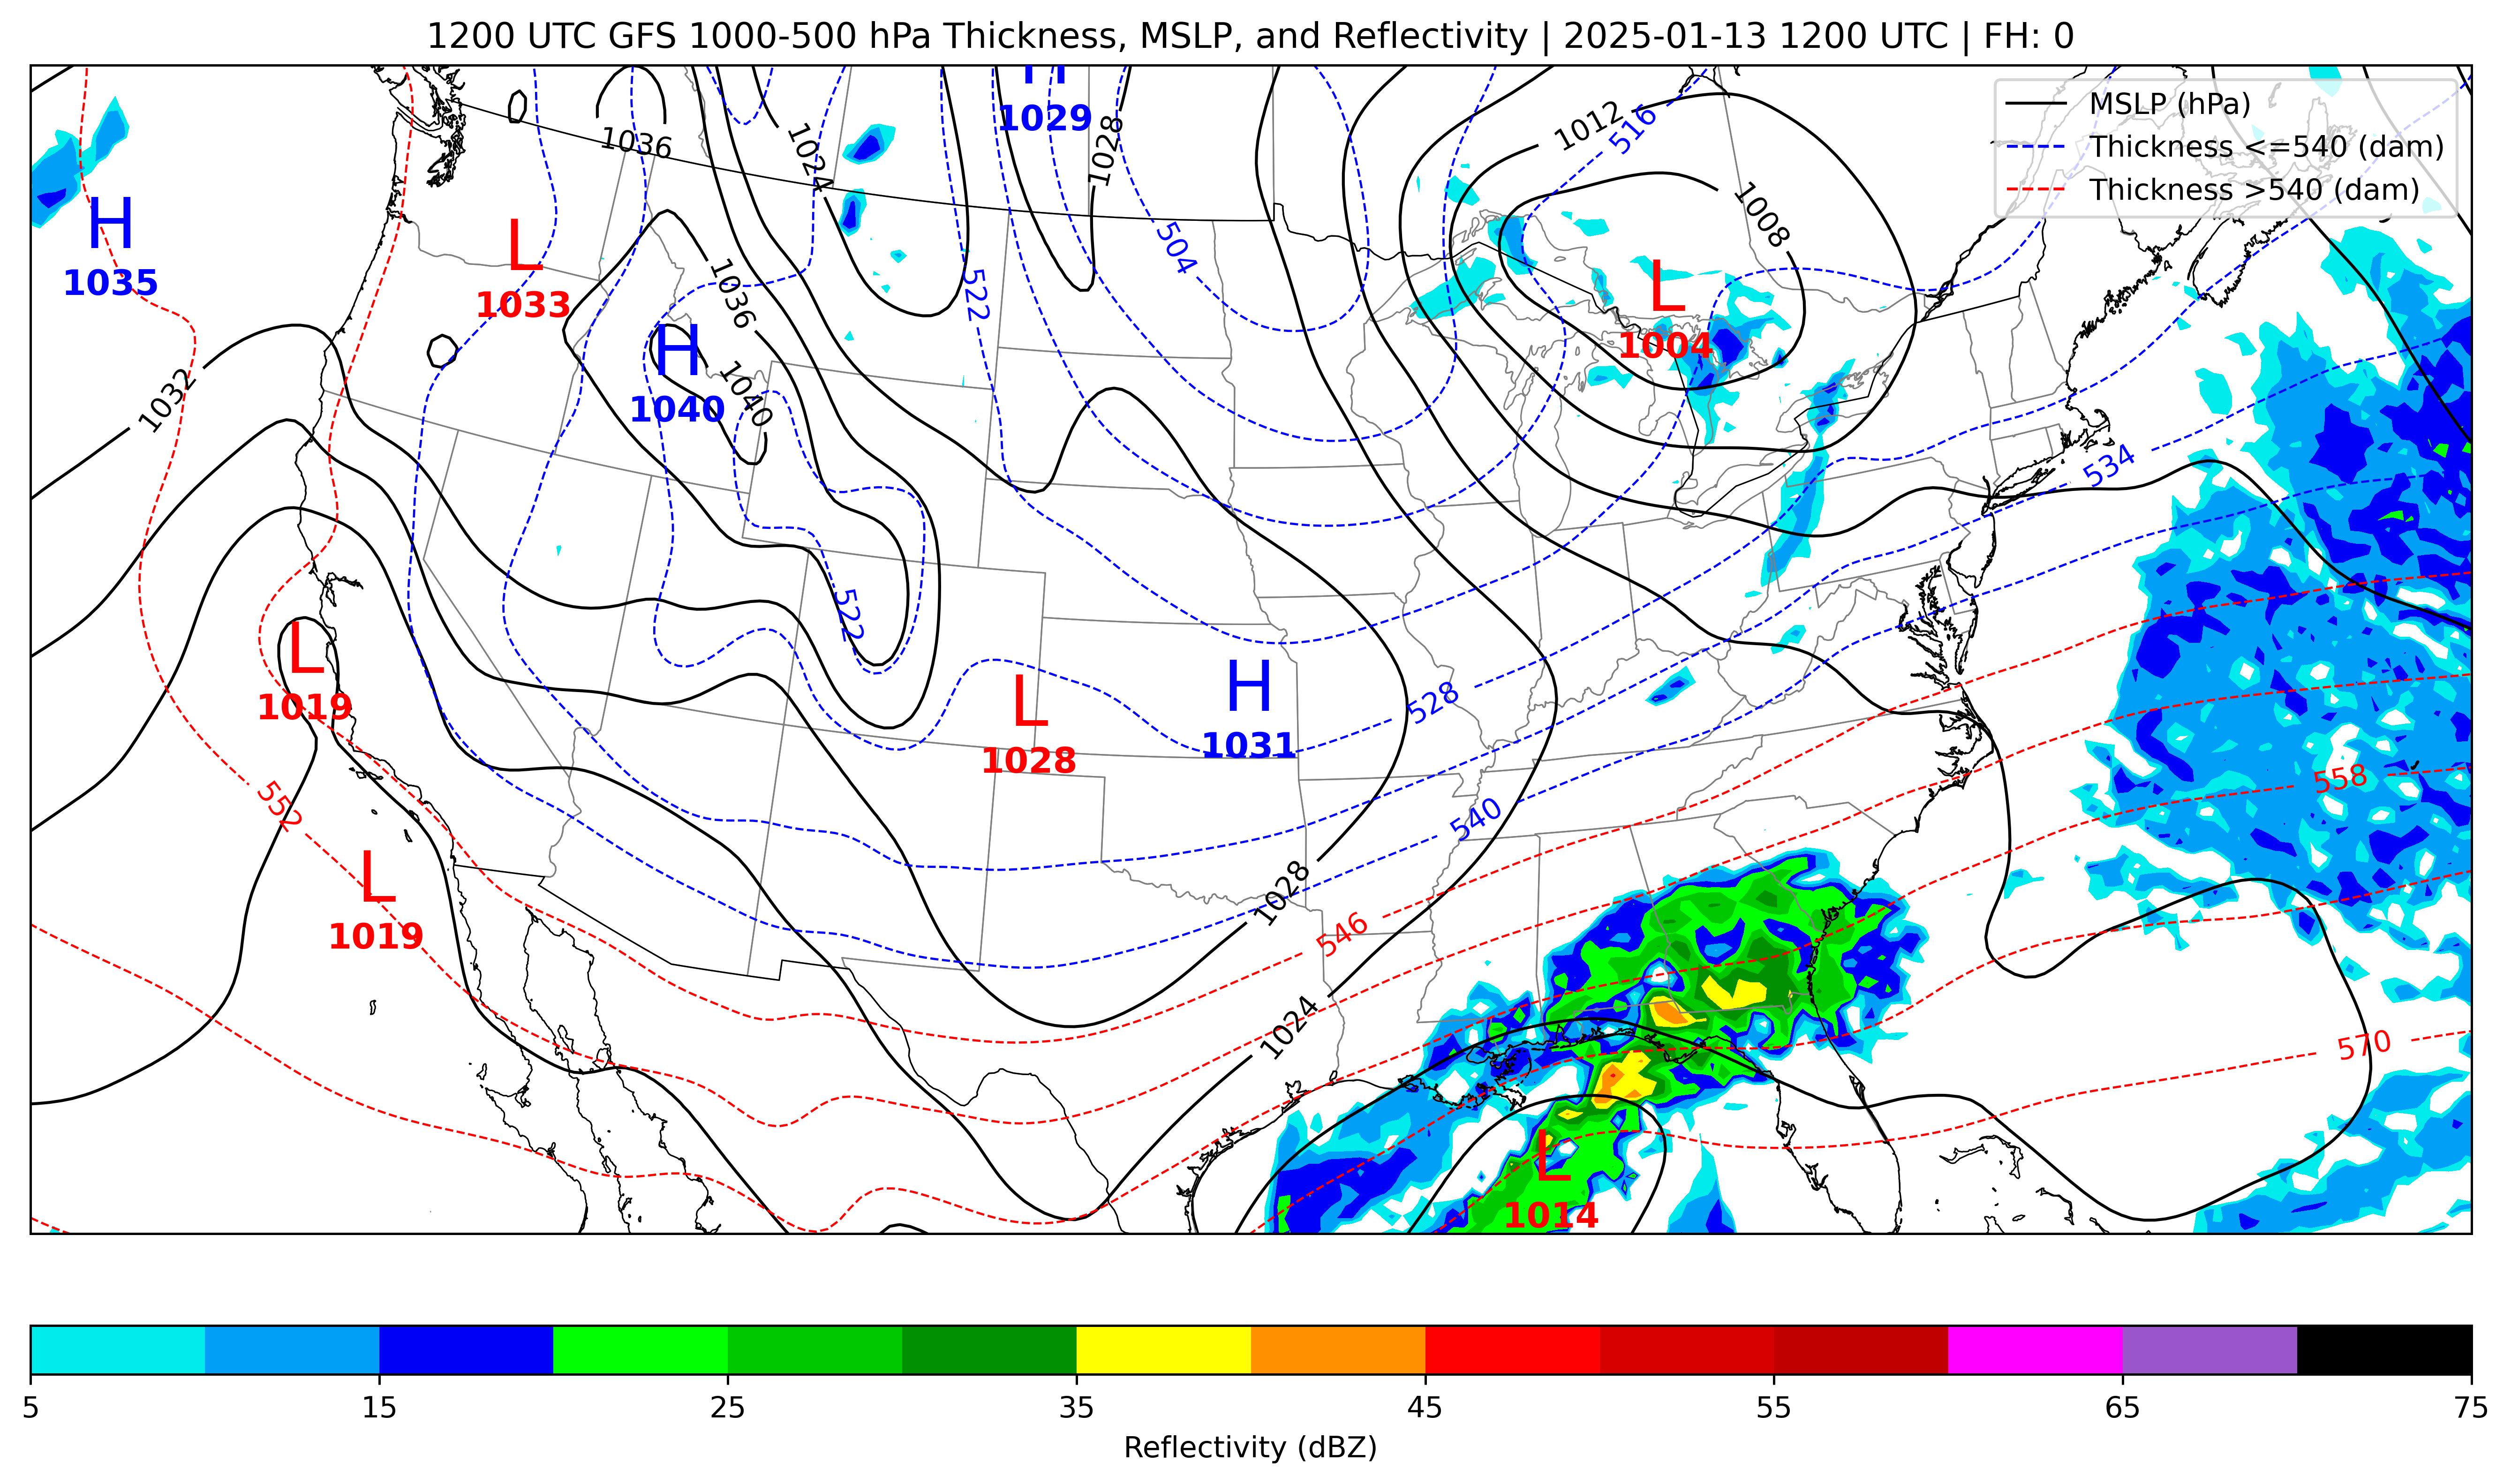 1200 UTC GFS 1000-500 hPa Thickness, MSLP, and Reflectivity | 2025-01-13 1200 UTC | FH: 0
MSLP (hPa)
Thickness <=540 (dam)
Thickness >540 (dam)
H
1029
1036
1024
1028
1012
516
1008
H
1035
L
1033
504
522
1036
L
1004
H
1040
1040
1032
534
522
L
1019
L
1028
H
1031
528
552
540
558
L
1019
1028
546
1024
570
L
1014
5
15
25
35
45
55
65
75
Reflectivity (dBZ)